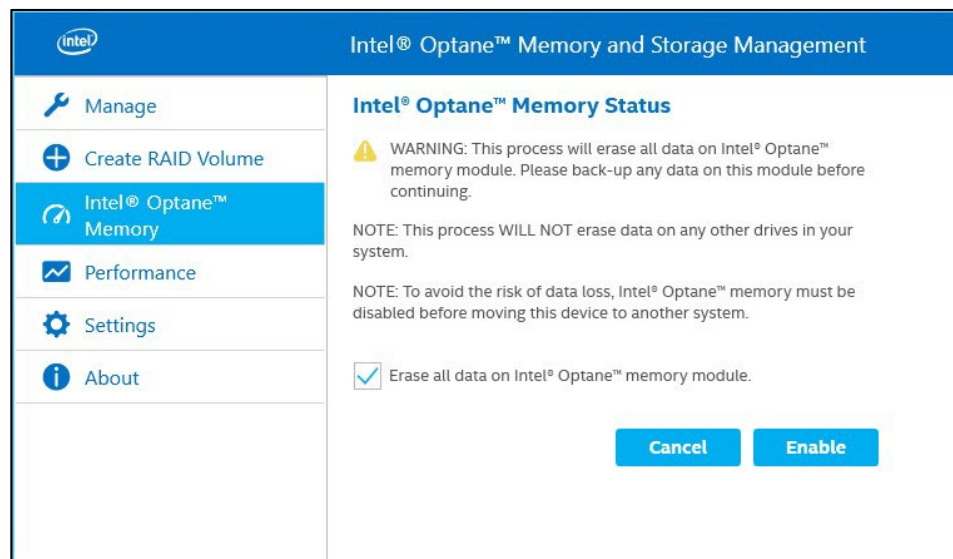 intel
Intel® Optane™ Memory and Storage Management
Manage
Create RAID Volume
Intel® Optane™
Memory
Performance
Settings
About
Intel® Optane™ Memory Status
WARNING: This process will erase all data on Intel® Optane™
memory module. Please back-up any data on this module before
continuing.
NOTE: This process WILL NOT erase data on any other drives in your
system.
NOTE: To avoid the risk of data loss, Intel® Optane™ memory must be
disabled before moving this device to another system.
Erase all data on Intel® Optane™ memory module.
Cancel
Enable